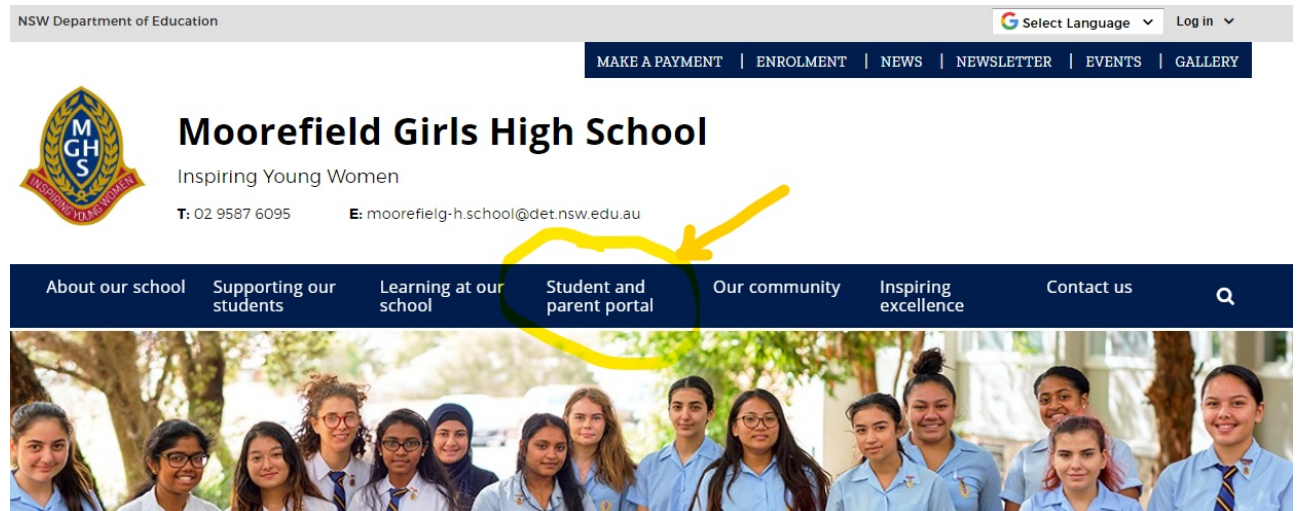 NSW Department of Education
Select Language
Log in
MAKE A PAYMENT | ENROLMENT | NEWS | NEWSLETTER | EVENTS | GALLERY
M
GH
S
INSPIRING YOUNG WOMEN
Moorefield Girls High School
Inspiring Young Women
T: 02 9587 6095 E: moorefielg-h.school@det.nsw.edu.au
About our school
Supporting our
students
Learning at our
school
Student and
parent portal
Our community
Inspiring
excellence
Contact us